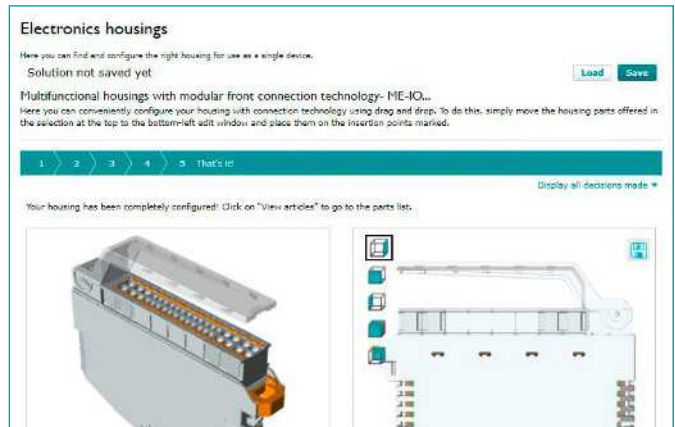 Electronics housings
Here you can find and configure the right housing for use as a single device.
Solution not saved yet
Load Save
Multifunctional housings with modular front connection technology- ME-IO...
Here you can conveniently configure your housing with connection technology using drag and drop. To do this, simply move the housing parts offered in
the selection at the top to the bottom-left edit window and place them on the insertion points marked.
1 2 3 4 5 That's it!
Display all decisions made
Your housing has been completely configured! Click on "View articles" to go to the parts list.